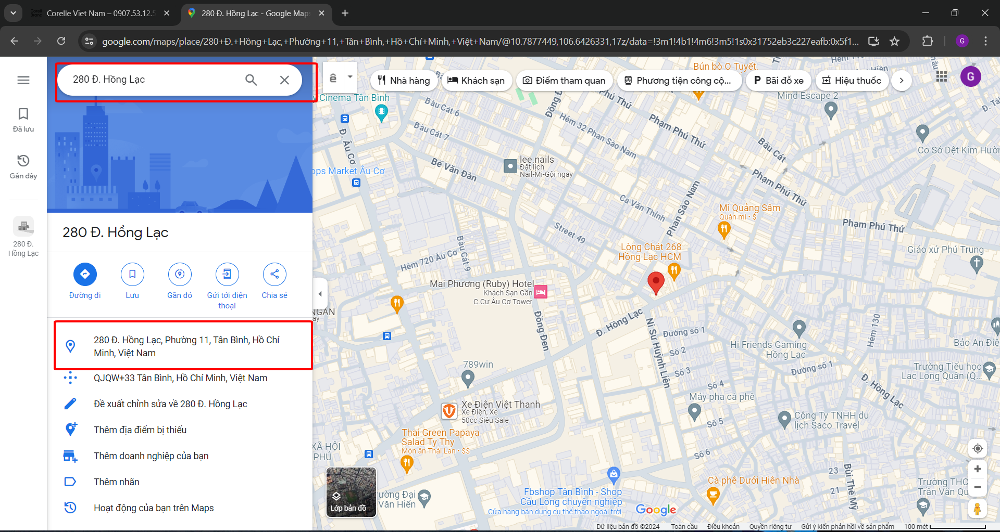 Corelle Viet Nam – 0907.53.12.5
280 Đ. Hồng Lạc - Google Maps
google.com/maps/place/280+Đ.+Hồng+Lạc,+Phường+11,+Tân+Bình,+Hồ+Chí+Minh,+Việt+Nam/@10.7877449,106.6426331,17z/data=!3m1!4b1!4m6!3m5!1s0x31752eb3c227eafb:0x5f1...
G
280 Đ. Hồng Lạc
ê
Nhà hàng
Khách sạn
Điểm tham quan
Phương tiện công cộ...
P Bãi đỗ xe
Hiệu thuốc
G
Đã lưu
Gần đây
280 Đ.
Hồng Lạc
280 Đ. Hồng Lạc
Đường đi
Lưu
Gần đó
Gửi tới điện
thoại
Chia sẻ
280 Đ. Hồng Lạc, Phường 11, Tân Bình, Hồ Chí
Minh, Việt Nam
QJQW+33 Tân Bình, Hồ Chí Minh, Việt Nam
Đề xuất chỉnh sửa về 280 Đ. Hồng Lạc
Thêm địa điểm bị thiếu
Thêm doanh nghiệp của bạn
Thêm nhãn
Hoạt động của bạn trên Maps
Bún bò O Tuyết,
Cinema Tân Bình
Mind Escape 2
Bàu Cát 6
Bàu Cát 7
Đ. Âu Cơ
Đồng Đ
Phú Thứ
Hẻm 32 Phan Sào Nam
Phạm Phú Thứ
Bàu Cát
Cơ Sở Dệt Kim Hườn
ops Market Âu Cơ
Bế Văn Đàn
lee.nails
Đặt lịch
Nail-Mi-Gội ngay
Phạm Phú Thứ
Ca Văn Thỉnh
Phan Sào Nam
Mì Quảng Sâm
Quán mì • $
Phạm Phú Thứ
Street 49
Bàu Cát 9
Hẻm 720 Âu Cơ
Lòng Chát 268
Hồng Lạc HCM
Giáo xứ Phú Trung
Mai Phương (Ruby) Hotel
Khách Sạn Gần
C.Cư Âu Cơ Tower
NGÂN
Đồng Đen
Đ. Hồng Lạc
Ni Sư Huỳnh Liên
Đường số 1
Số 2
Số 3
Số 4
Số 5
Số 6
Hẻm 130
Hi Friends Gaming
- Hồng Lạc
Bảo An Điệ
Đường số 1
Trường Tiểu học
Lạc Long Quân (Q...
Đ. Hồng Lạc
789win
Xe Điện Việt Thanh
Xe Điện, Xe
50cc Siêu Sale
Máy pha cà phê
Công Ty TNHH du
lịch Saco Travel
Thai Green Papaya
Salad Ty Thy
Món ăn Thái Lan • $$
XÃ HỘI
PHÚ
Lớp bản đồ
ường Đại
Văn Hiến
Fbshop Tân Bình - Shop
Cầu Lông chuyên nghiệp
Cửa hàng bán dụng cụ thể thao ngoài trời
Google
Cà phê Dưới Hiên Nhà
23
21
Bùi Thế Mỹ
Trường THC
Trần Văn Qu
Dữ liệu bản đồ ©2024
Toàn cầu
Điều khoản
Quyền riêng tư
Gửi ý kiến phản hồi về sản phẩm
100 mét